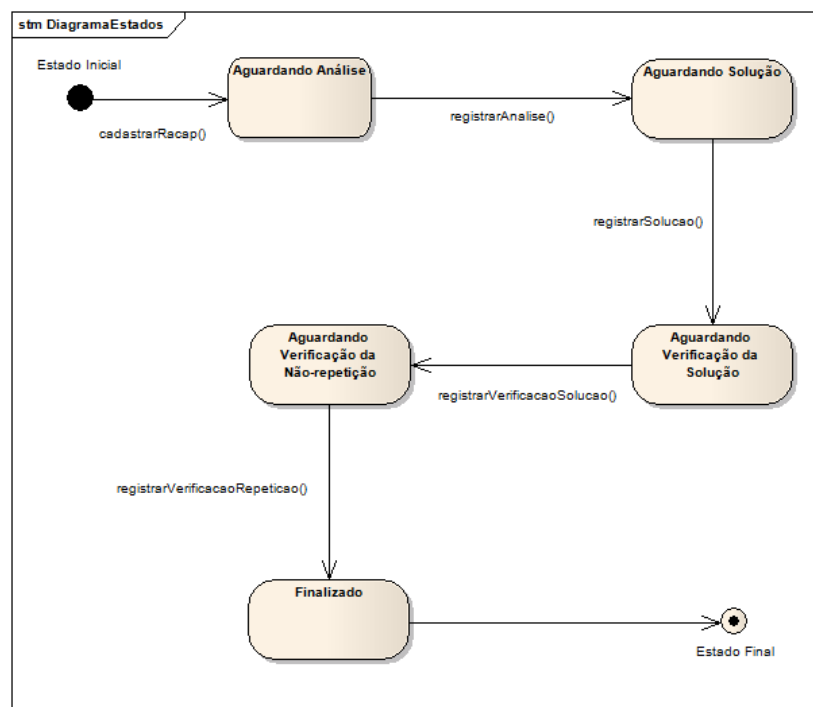 stm DiagramaEstados
Estado Inicial
cadastrarRacap()
Aguardando Análise
registrarAnalise()
Aguardando Solução
registrarSolucao()
Aguardando
Verificação da
Solução
registrarVerificacaoSolucao()
Aguardando
Verificação da
Não-repetição
registrarVerificacaoRepeticao()
Finalizado
Estado Final